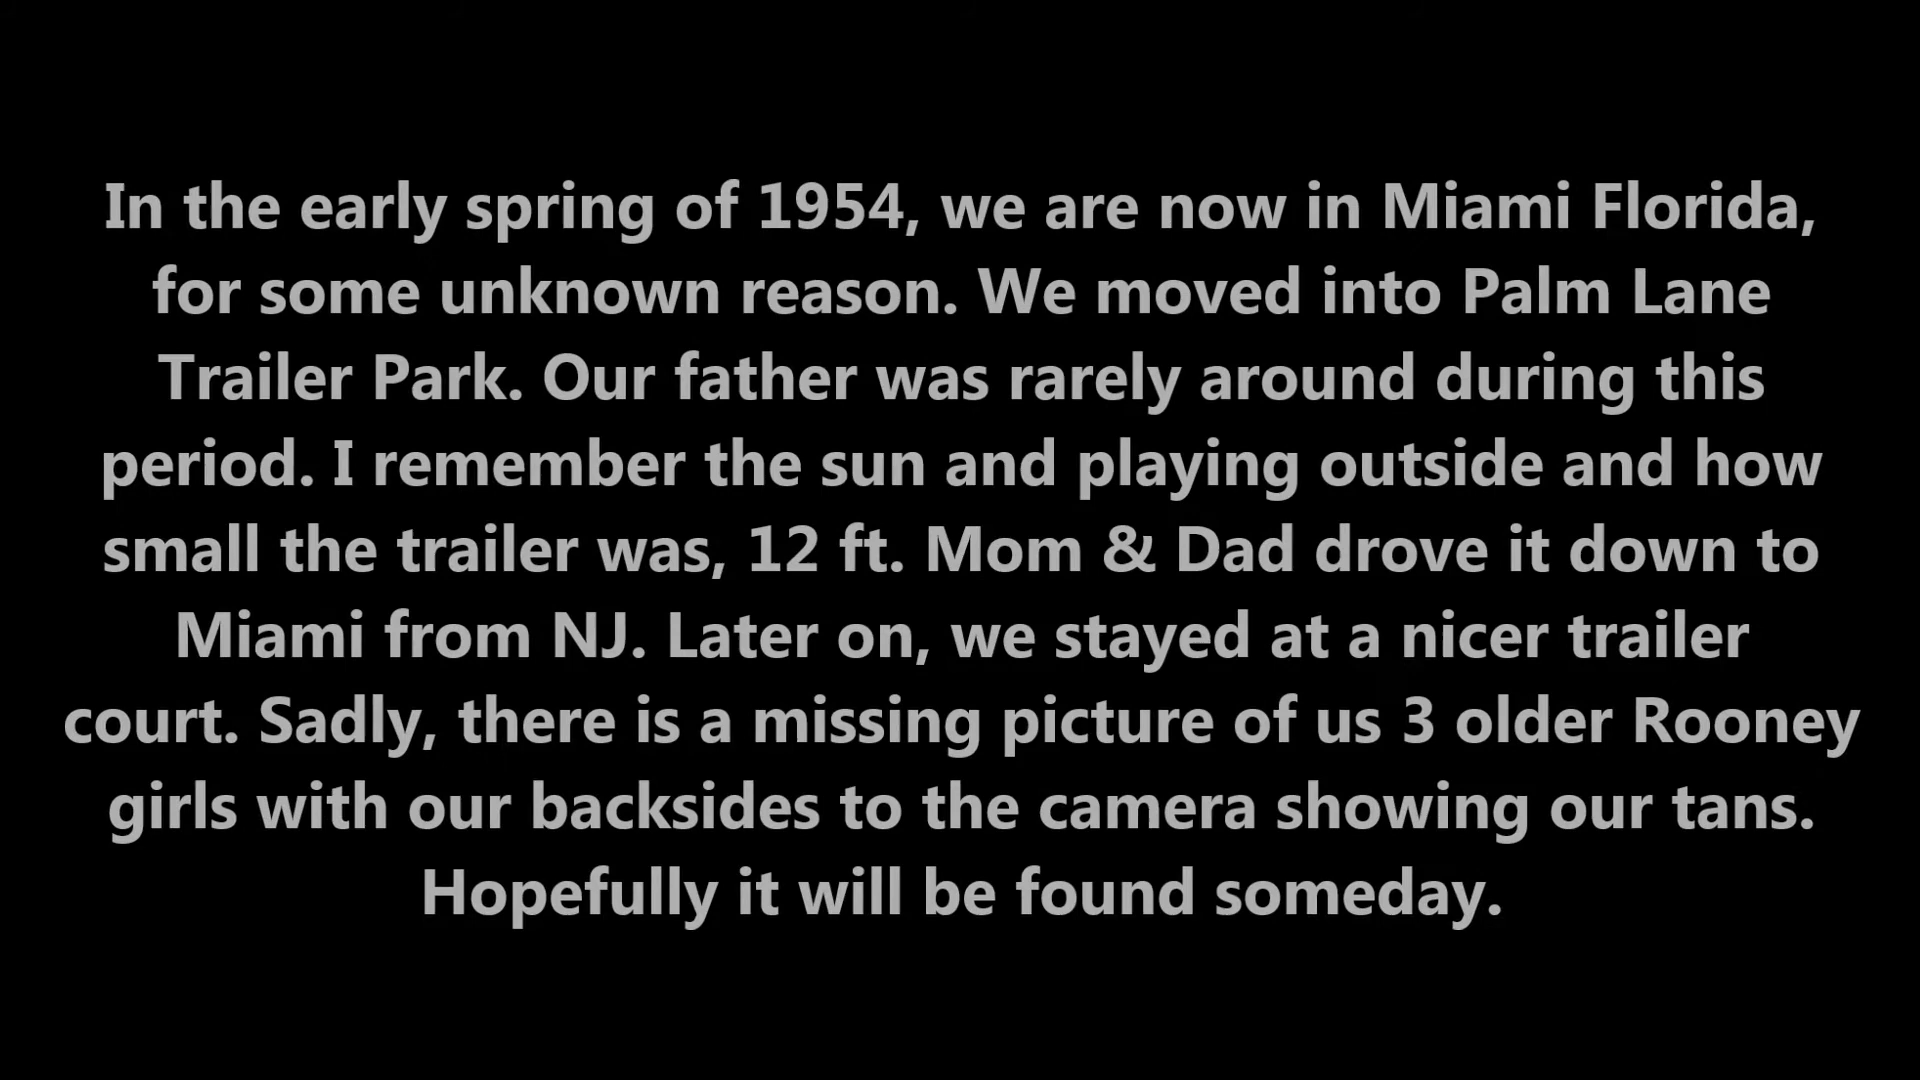 In the early spring of 1954, we are now in Miami Florida,
for some unknown reason. We moved into Palm Lane
Trailer Park. Our father was rarely around during this
period. I remember the sun and playing outside and how
small the trailer was, 12 ft. Mom & Dad drove it down to
Miami from NJ. Later on, we stayed at a nicer trailer
court. Sadly, there is a missing picture of us 3 older Rooney
girls with our backsides to the camera showing our tans.
Hopefully it will be found someday.